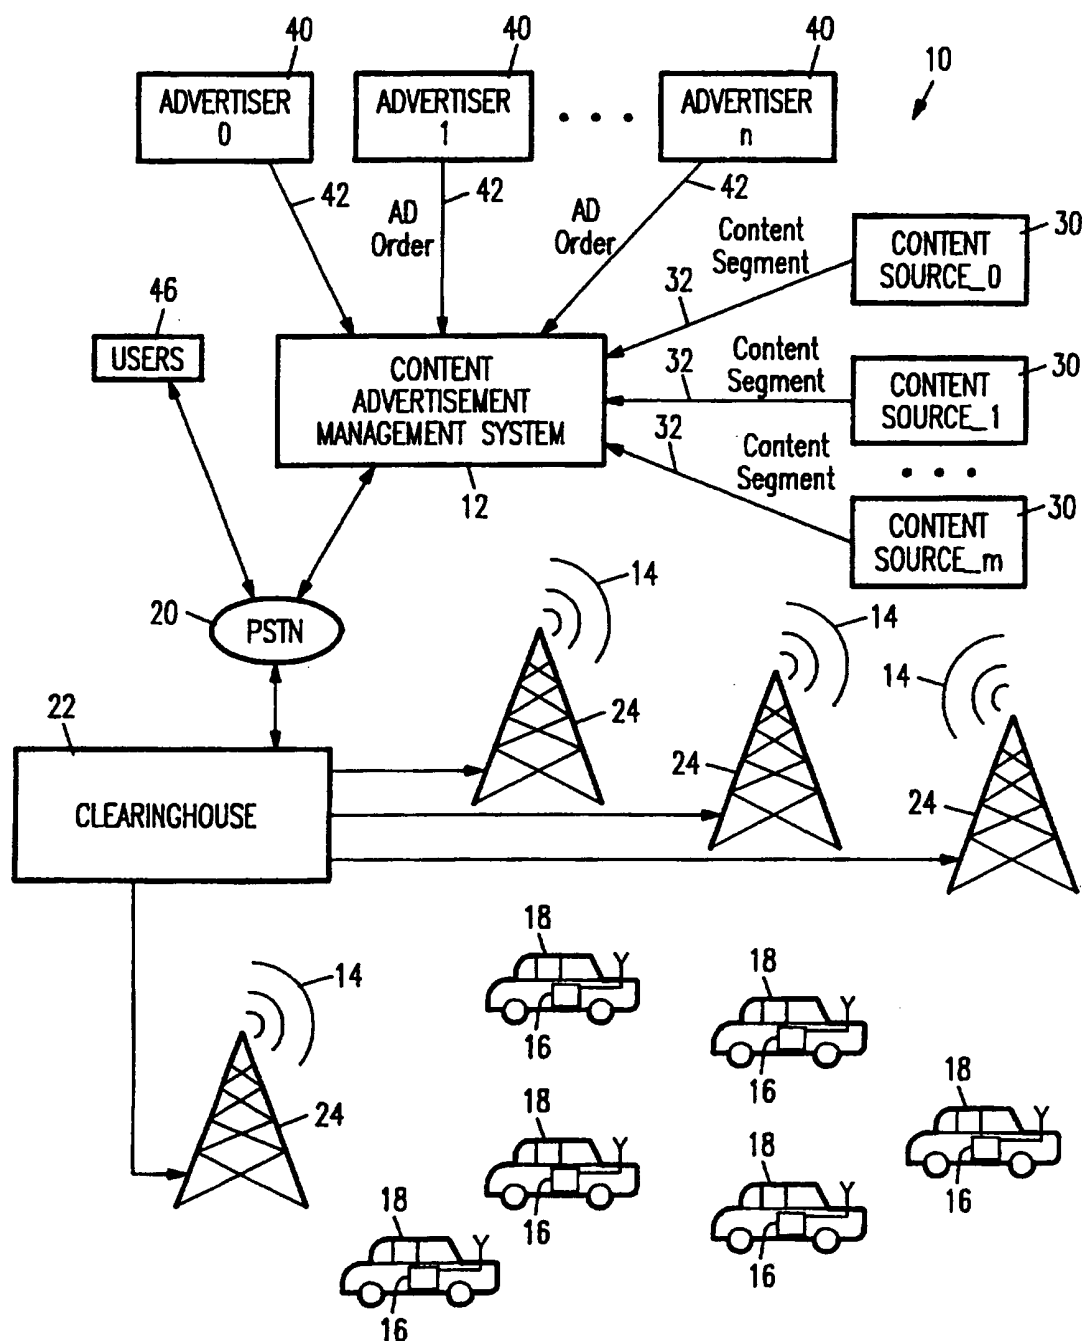 40
40
40
10
ADVERTISER
0
ADVERTISER
1
• • •
ADVERTISER
n
42
42
42
AD
Order
AD
Order
Content
Segment
30
CONTENT
SOURCE_0
32
46
USERS
CONTENT
ADVERTISEMENT
MANAGEMENT SYSTEM
32
Content
Segment
30
CONTENT
SOURCE_1
• • •
32
Content
Segment
30
CONTENT
SOURCE_m
12
20
PSTN
14
14
14
22
CLEARINGHOUSE
24
24
24
14
24
18
16
18
16
18
16
18
16
18
16
18
16